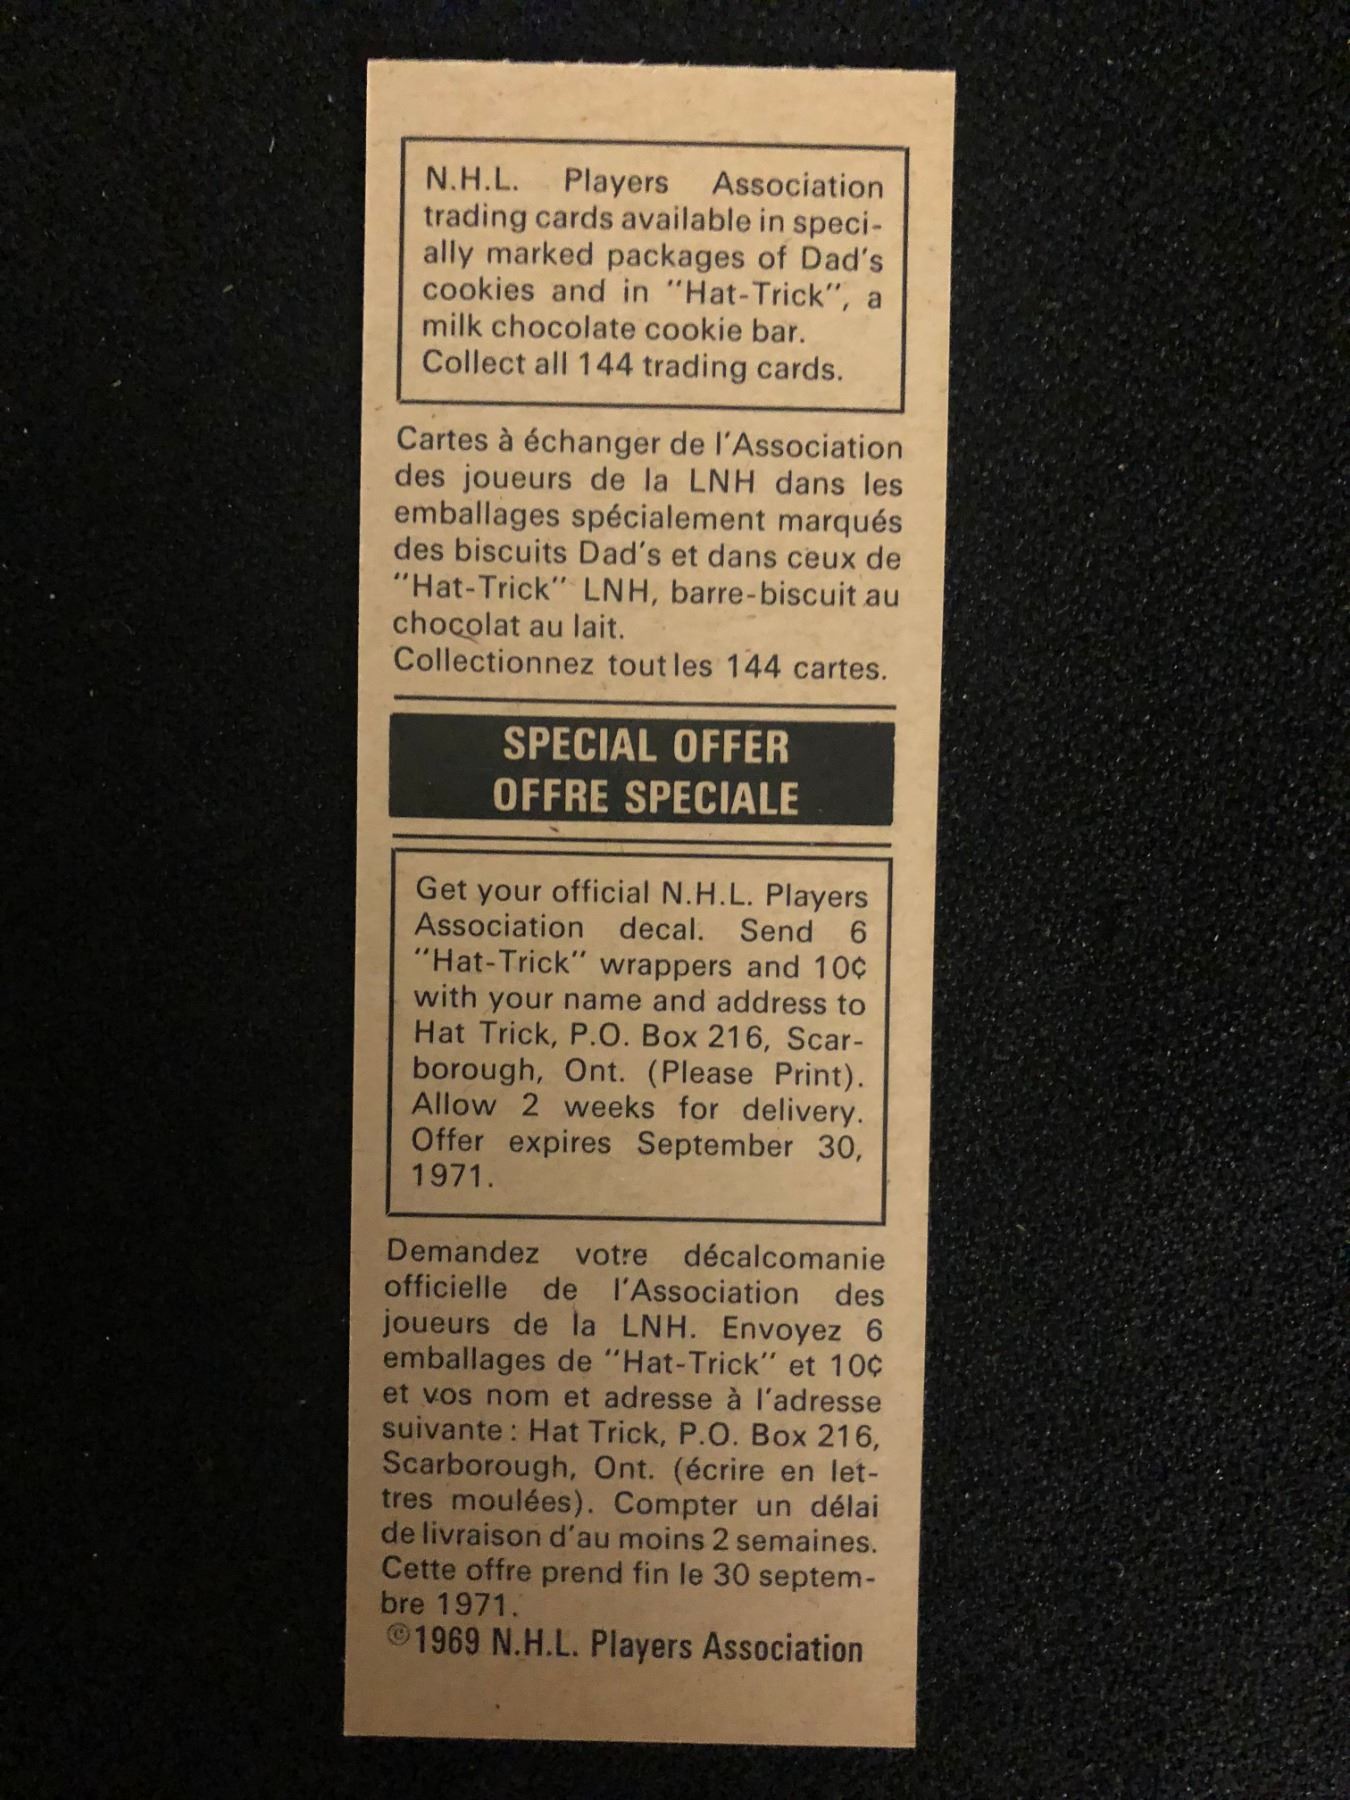 N.H.L. Players Association
trading cards available in speci-
ally marked packages of Dad's
cookies and in "Hat-Trick", a
milk chocolate cookie bar.
Collect all 144 trading cards.
Cartes à échanger de l'Association
des joueurs de la LNH dans les
emballages spécialement marqués
des biscuits Dad's et dans ceux de
"Hat-Trick" LNH, barre-biscuit au
chocolat au lait.
Collectionnez tout les 144 cartes.
SPECIAL OFFER
OFFRE SPECIALE
Get your official N.H.L. Players
Association decal. Send 6
"Hat-Trick" wrappers and 10¢
with your name and address to
Hat Trick, P.O. Box 216, Scar-
borough, Ont. (Please Print).
Allow 2 weeks for delivery.
Offer expires September 30,
1971.
Demandez votre décalcomanie
officielle de l'Association des
joueurs de la LNH. Envoyez 6
emballages de "Hat-Trick" et 10¢
et vos nom et adresse à l'adresse
suivante : Hat Trick, P.O. Box 216,
Scarborough, Ont. (écrire en let-
tres moulées). Compter un délai
de livraison d'au moins 2 semaines.
Cette offre prend fin le 30 septem-
bre 1971.
©1969 N.H.L. Players Association